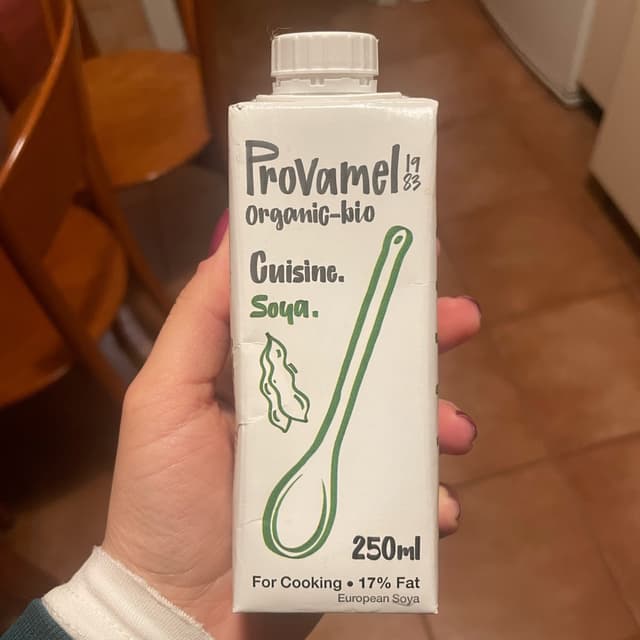 Provamel 19
83
organic-bio
Cuisine.
Soya.
250ml
For Cooking • 17% Fat
European Soya